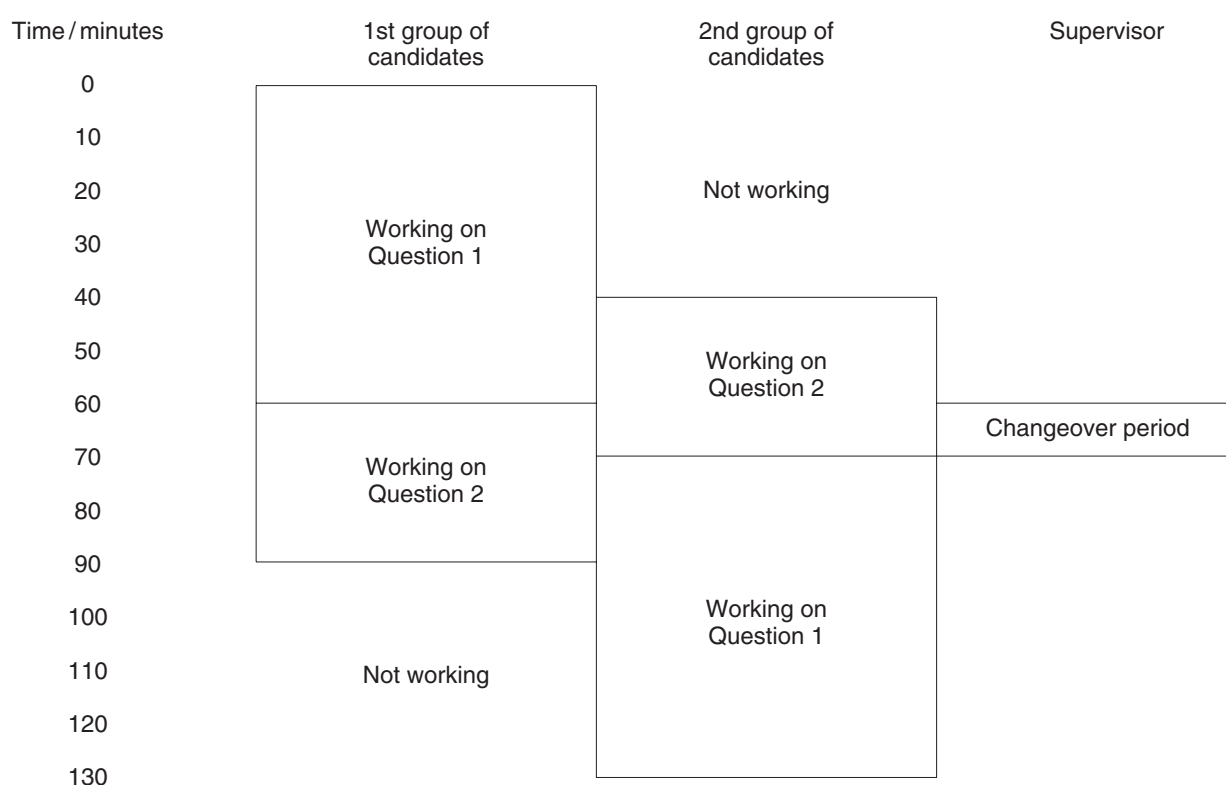 Time / minutes
1st group of
candidates
2nd group of
candidates
Supervisor
0
10
20
Not working
Working on
Question 1
30
40
50
Working on
Question 2
60
Changeover period
70
Working on
Question 2
80
90
100
Working on
Question 1
110
Not working
120
130